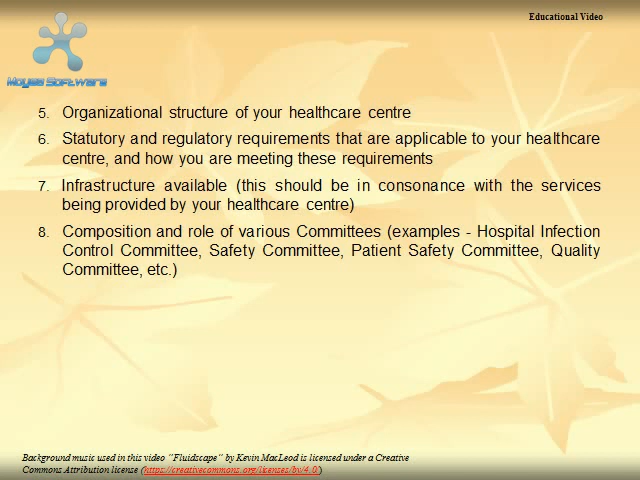 Educational Video
Moyea Software
5. Organizational structure of your healthcare centre
6. Statutory and regulatory requirements that are applicable to your healthcare
centre, and how you are meeting these requirements
7. Infrastructure available (this should be in consonance with the services
being provided by your healthcare centre)
8. Composition and role of various Committees (examples - Hospital Infection
Control Committee, Safety Committee, Patient Safety Committee, Quality
Committee, etc.)
Background music used in this video "Fluidscape" by Kevin MacLeod is licensed under a Creative
Commons Attribution license (https://creativecommons.org/licenses/by/4.0/)